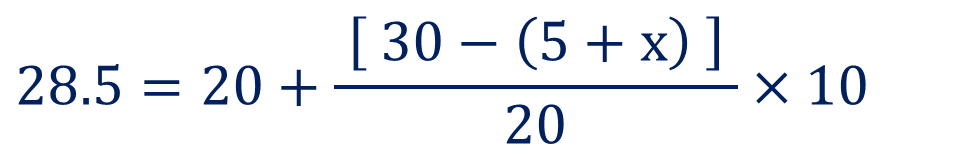 28.5 = 20 + [ 30 − (5 + x) ] / 20 × 10